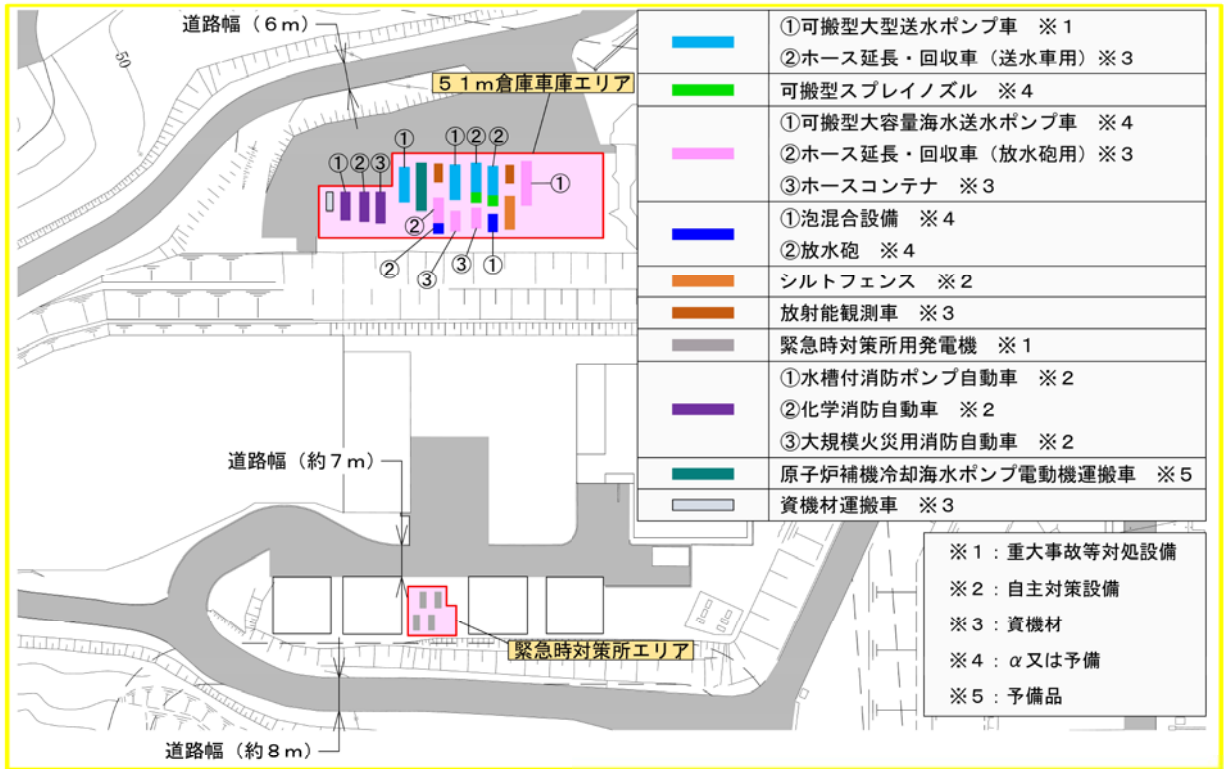 道路幅（6ｍ）
50
51ｍ倉庫車庫エリア
① ①②②
①②③
①
②
②
③ ③ ①
道路幅（約7ｍ）
緊急時対策所エリア
道路幅（約8ｍ）
①可搬型大型送水ポンプ車　※1
②ホース延長・回収車（送水車用）※3
可搬型スプレイノズル　※4
①可搬型大容量海水送水ポンプ車　※4
②ホース延長・回収車（放水砲用）※3
③ホースコンテナ　※3
①泡混合設備　※4
②放水砲　※4
シルトフェンス　※2
放射能観測車　※3
緊急時対策所用発電機　※1
①水槽付消防ポンプ自動車　※2
②化学消防自動車　※2
③大規模火災用消防自動車　※2
原子炉補機冷却海水ポンプ電動機運搬車　※5
資機材運搬車　※3
※1：重大事故等対処設備
※2：自主対策設備
※3：資機材
※4：α又は予備
※5：予備品